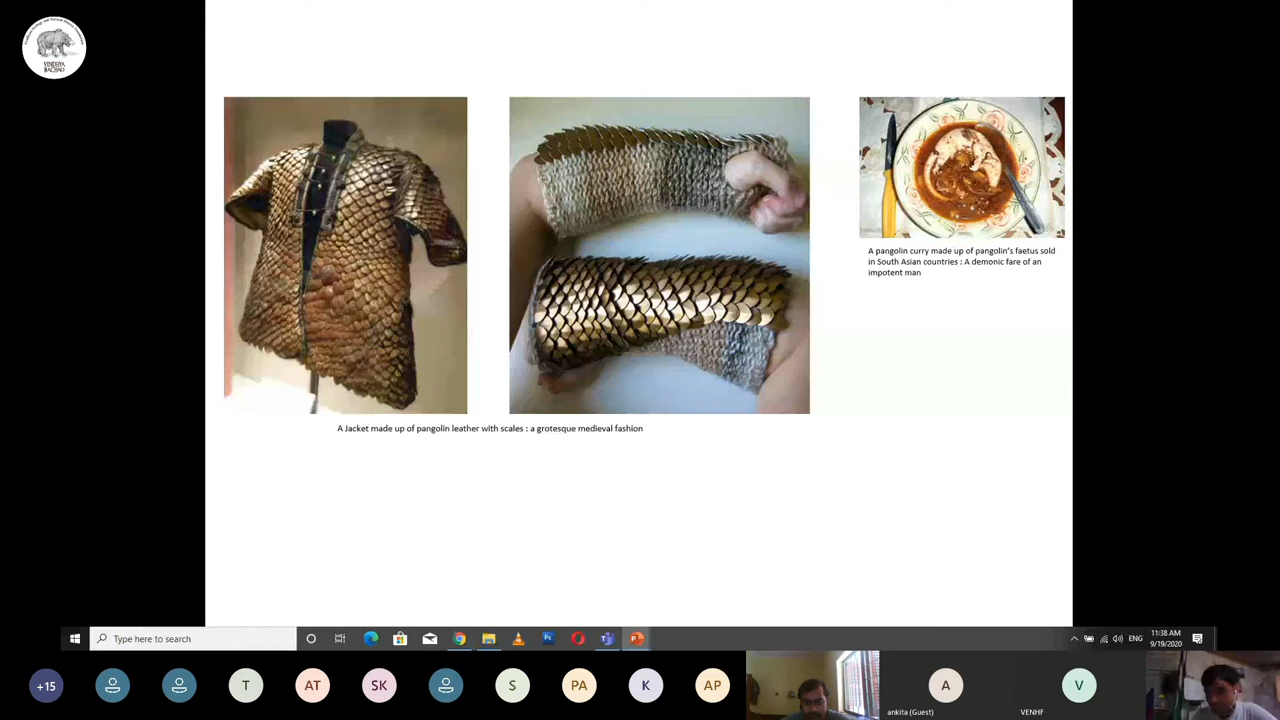 VINDHYA
BACHAO
A pangolin curry made up of pangolin's faetus sold
in South Asian countries : A demonic fare of an
impotent man
A Jacket made up of pangolin leather with scales : a grotesque medieval fashion
Type here to search
ENG
11:38 AM
9/19/2020
+15
T
AT
SK
S
PA
K
AP
A
V
ankita (Guest)
VENHF